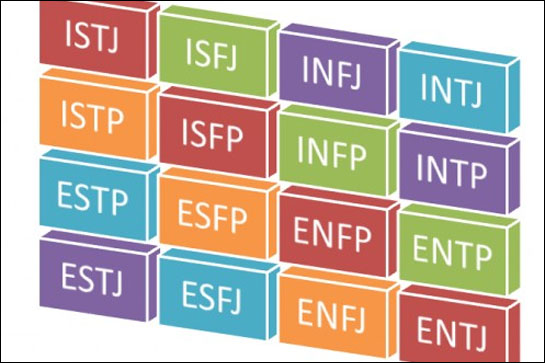 ISTJ ISFJ INFJ INTJ
ISTP ISFP INFP INTP
ESTP ESFP ENFP ENTP
ESTJ ESFJ ENFJ ENTJ